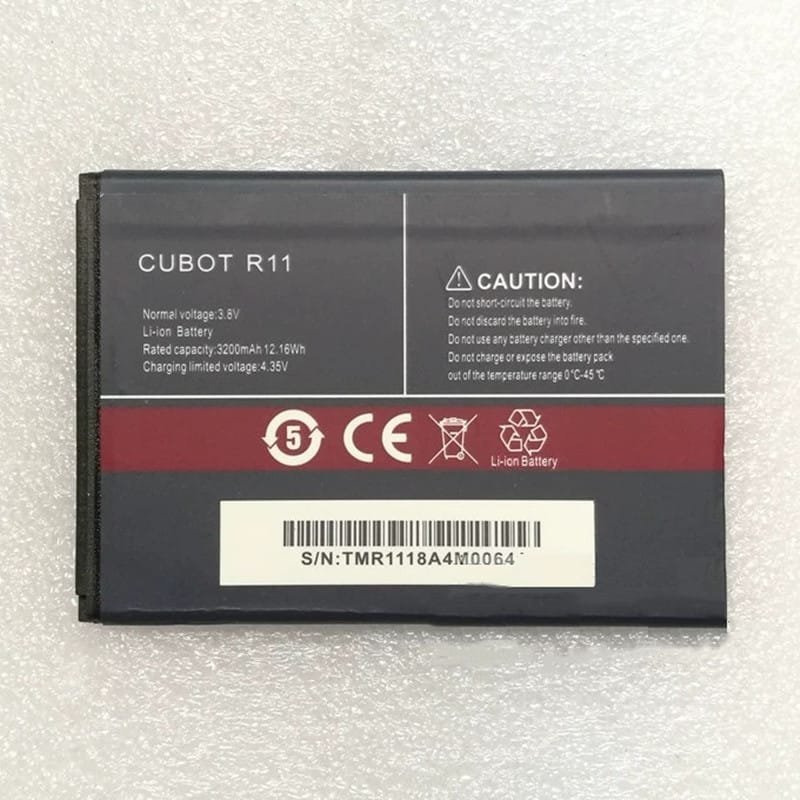 CUBOT R11
Normal voltage:3.8V
Li-ion Battery
Rated capacity:3200mAh 12.16Wh
Charging limited voltage:4.35V
CAUTION:
Do not short-circuit the battery.
Do not discard the battery into fire.
Do not use any battery charger other than the specified one.
Do not charge or expose the battery pack
out of the temperature range 0°C-45°C
5
CE
Li-ion Battery
S/N:TMR1118A4M0064